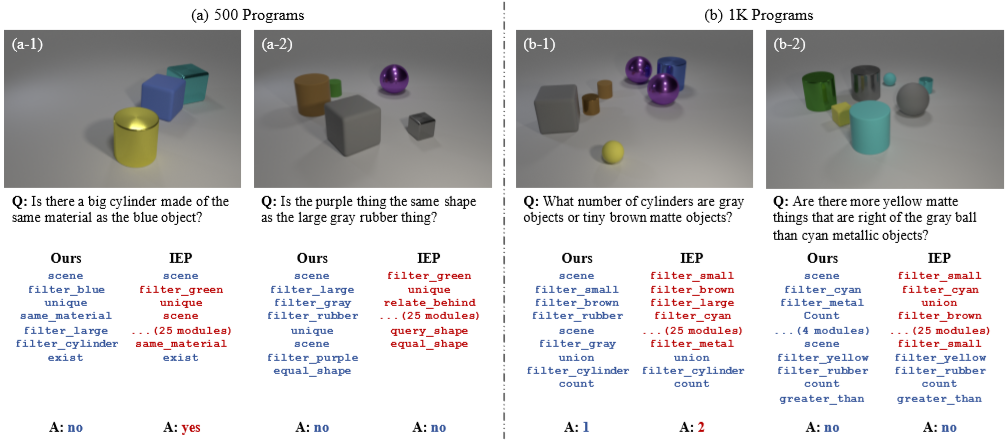 (a) 500 Programs
(b) 1K Programs
(a-1)
(a-2)
(b-1)
(b-2)
Q: Is there a big cylinder made of the
same material as the blue object?
Ours
scene
filter_blue
unique
same_material
filter_large
filter_cylinder
exist
A: no
IEP
scene
filter_green
unique
scene
...(25 modules)
same_material
exist
A: yes
Q: Is the purple thing the same shape
as the large gray rubber thing?
Ours
scene
filter_large
filter_gray
filter_rubber
unique
scene
filter_purple
equal_shape
A: no
IEP
filter_green
unique
relate_behind
...(25 modules)
query_shape
equal_shape
A: no
Q: What number of cylinders are gray
objects or tiny brown matte objects?
Ours
scene
filter_small
filter_brown
filter_rubber
scene
filter_gray
union
filter_cylinder
count
A: 1
IEP
filter_small
filter_brown
filter_large
filter_cyan
...(25 modules)
filter_metal
union
filter_cylinder
count
A: 2
Q: Are there more yellow matte
things that are right of the gray ball
than cyan metallic objects?
Ours
scene
filter_cyan
filter_metal
Count
...(4 modules)
scene
filter_yellow
filter_rubber
count
greater_than
A: no
IEP
filter_small
filter_cyan
union
filter_brown
...(25 modules)
filter_small
filter_yellow
filter_rubber
count
greater_than
A: no